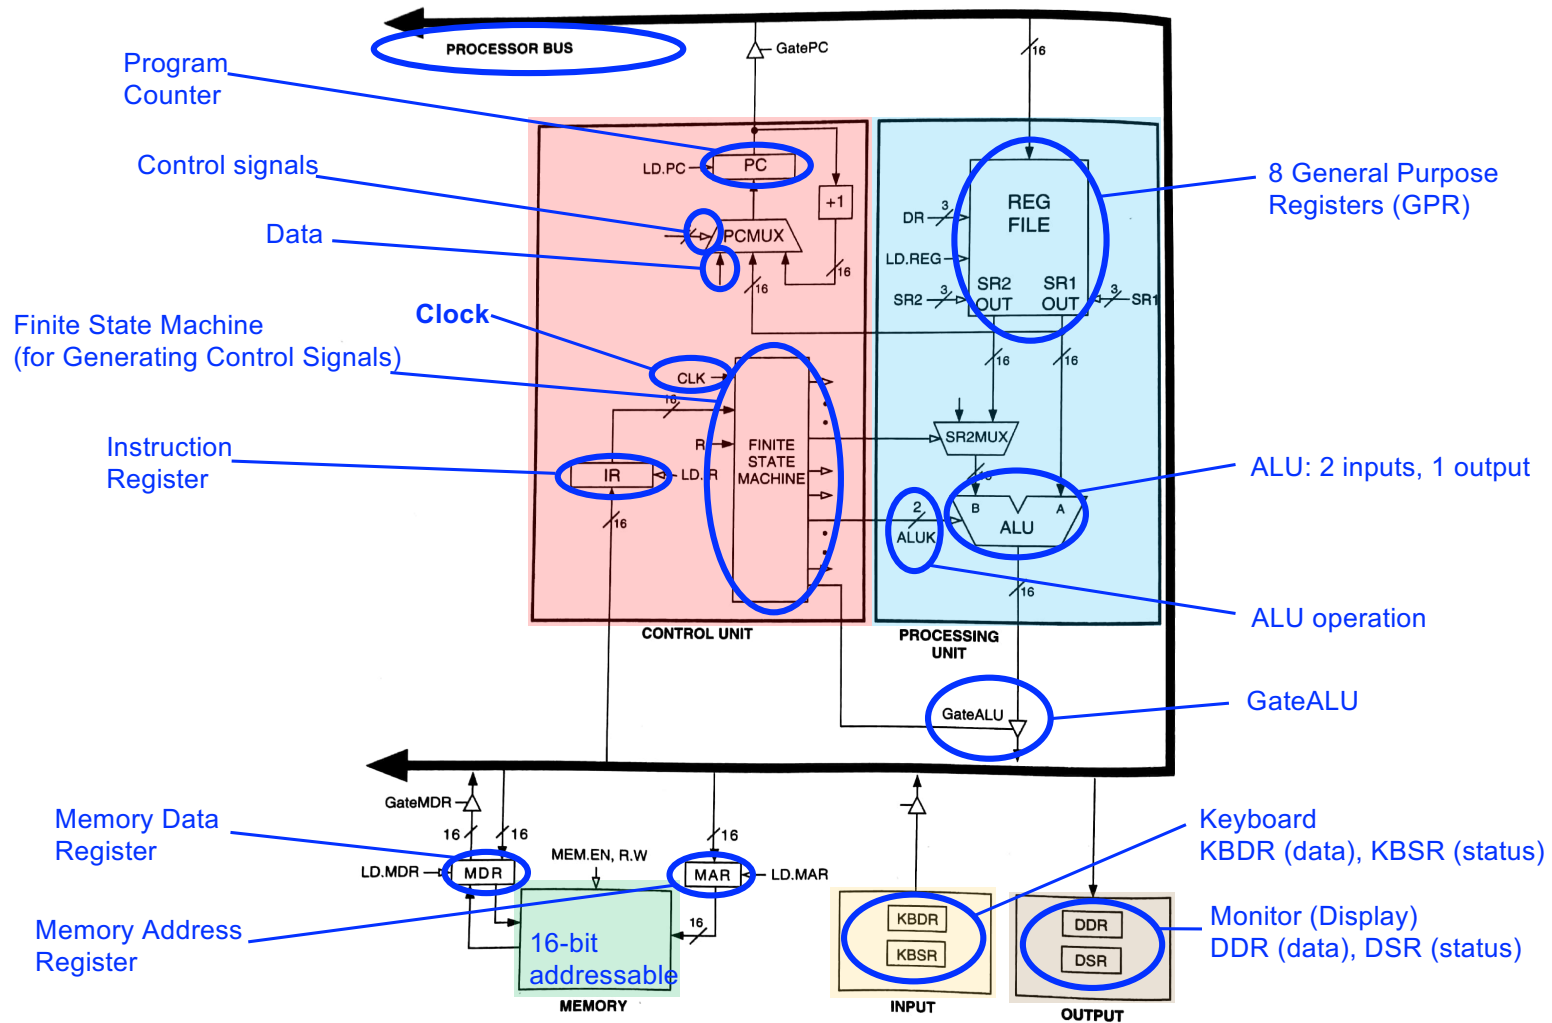 PROCESSOR BUS
GatePC
16
Program
Counter
Control signals
LD.PC
PC
+1
Data
PCMUX
16
16
8 General Purpose
Registers (GPR)
REG
FILE
DR
3
LD.REG
SR2
3
SR2
OUT
SR1
OUT
3
SR1
Clock
Finite State Machine
(for Generating Control Signals)
CLK
16
16
16
Instruction
Register
R
IR
FINITE
STATE
MACHINE
16
SR2MUX
ALU: 2 inputs, 1 output
B
A
ALU
2
ALUK
16
ALU operation
CONTROL UNIT
PROCESSING
UNIT
GateALU
GateALU
GateMDR
16
16
16
Memory Data
Register
LD.MDR
MDR
MEM.EN, R.W
MAR
LD.MAR
16
Memory Address
Register
16-bit
addressable
MEMORY
Keyboard
KBDR (data), KBSR (status)
KBDR
KBSR
INPUT
Monitor (Display)
DDR (data), DSR (status)
DDR
DSR
OUTPUT